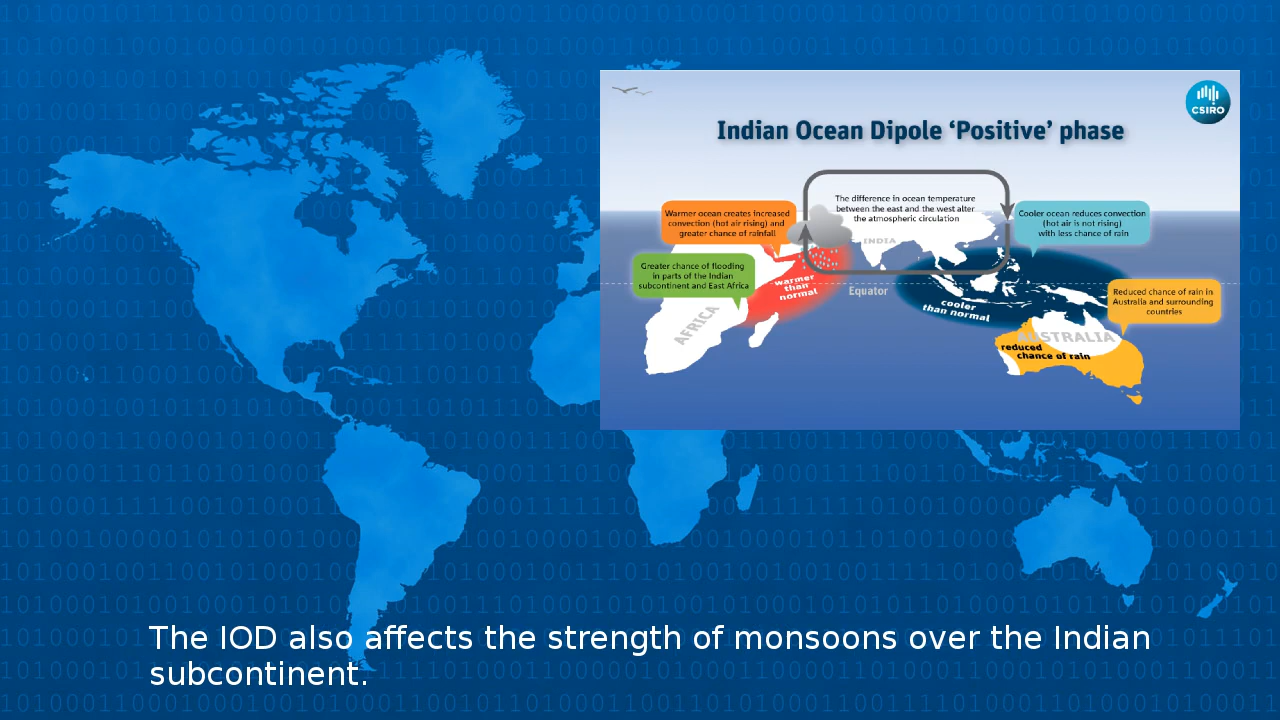 CSIRO
Indian Ocean Dipole ‘Positive’ phase
The difference in ocean temperature
between the east and the west alter
the atmospheric circulation
Warmer ocean creates increased
convection (hot air rising) and
greater chance of rainfall
Cooler ocean reduces convection
(hot air is not rising)
with less chance of rain
INDIA
Greater chance of flooding
in parts of the Indian
subcontinent and East Africa
warmer
than
normal
Equator
cooler
than normal
Reduced chance of rain in
Australia and surrounding
countries
AFRICA
AUSTRALIA
reduced
chance of rain
The IOD also affects the strength of monsoons over the Indian
subcontinent.